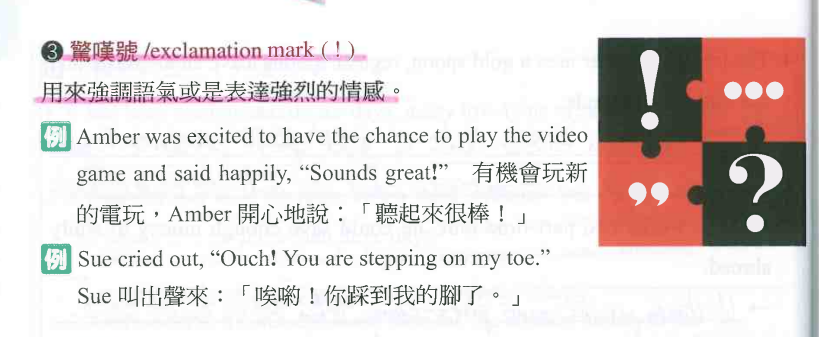 ❸ 驚嘆號 /exclamation mark (！)
用來強調語氣或是表達強烈的情感。
例 Amber was excited to have the chance to play the video
game and said happily, “Sounds great!” 有機會玩新
的電玩，Amber 開心地說：「聽起來很棒！」
例 Sue cried out, “Ouch! You are stepping on my toe.”
Sue 叫出聲來：「唉喲！你踩到我的腳了。」
! •••
” ?